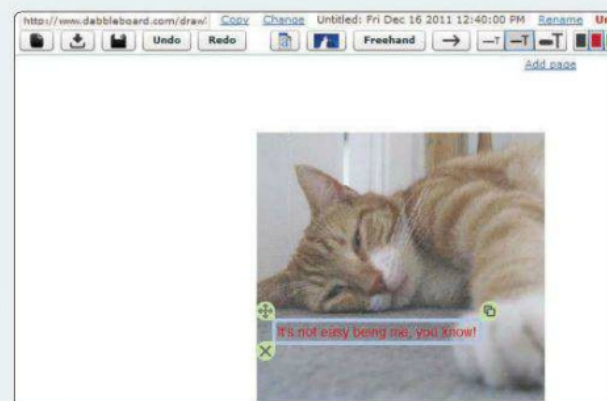 http://www.dabbleboard.com/draw/ Copy Change Untitled: Fri Dec 16 2011 12:40:00 PM Rename
Undo Redo Freehand T T T
Add page
It's not easy being me, you know!